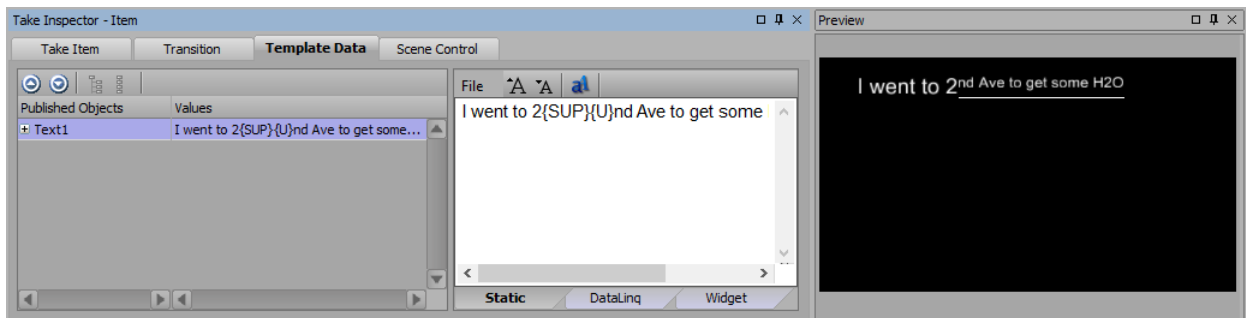 Take Inspector - Item
Preview
Take Item Transition Template Data Scene Control
File A A a
Published Objects Values
Text1 I went to 2{SUP}{U}nd Ave to get some...
I went to 2{SUP}{U}nd Ave to get some
Static DataLinq Widget
I went to 2nd Ave to get some H2O